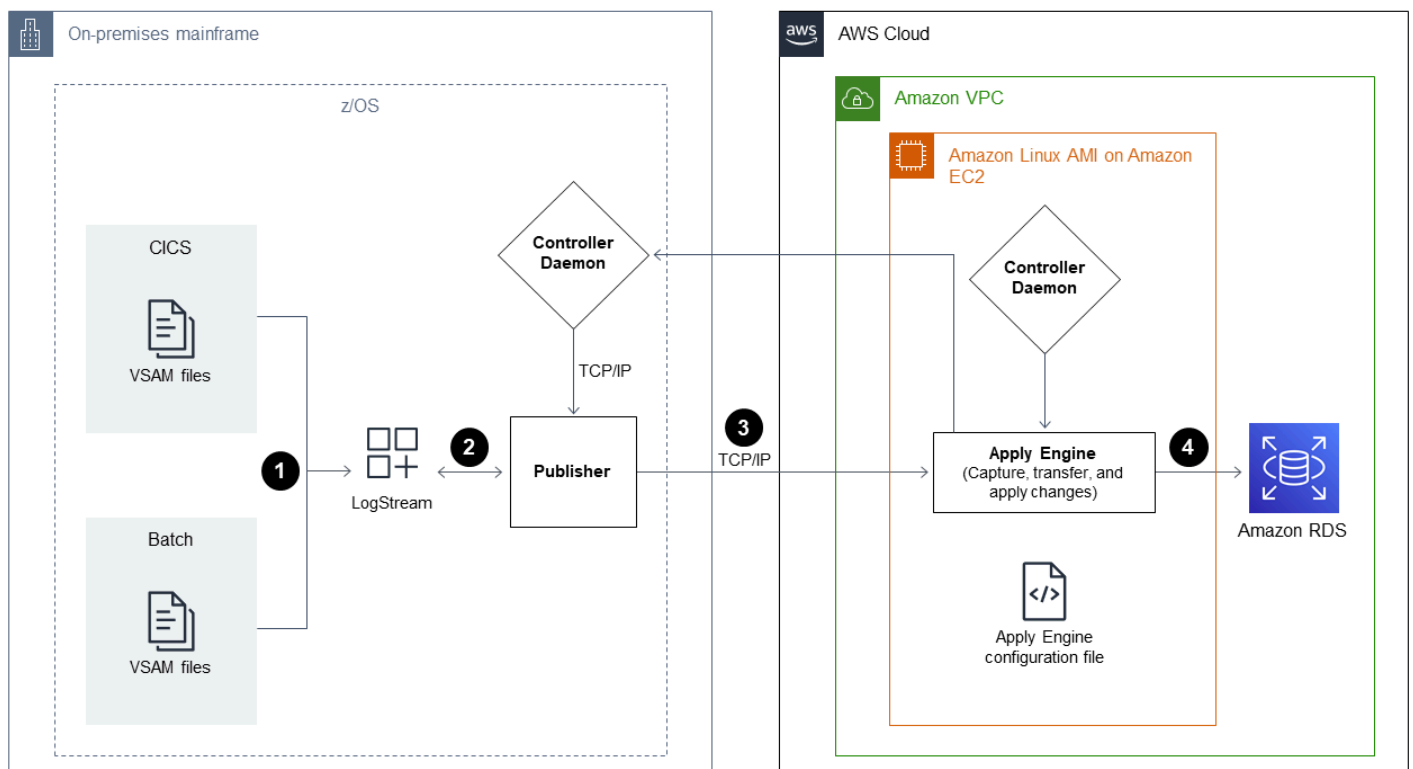 On-premises mainframe
z/OS
CICS
VSAM files
Batch
VSAM files
1
LogStream
2
Controller
Daemon
TCP/IP
Publisher
3
TCP/IP
aws
AWS Cloud
Amazon VPC
Amazon Linux AMI on Amazon
EC2
Controller
Daemon
Apply Engine
(Capture, transfer, and
apply changes)
4
Amazon RDS
</>
Apply Engine
configuration file